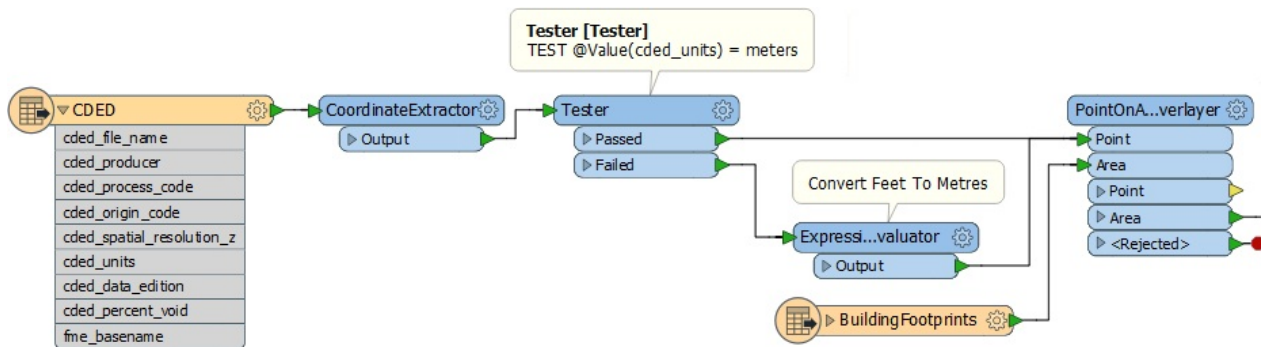 Tester [Tester]
TEST @Value(cded_units) = meters
CDED
cded_file_name
cded_producer
cded_process_code
cded_origin_code
cded_spatial_resolution_z
cded_units
cded_data_edition
cded_percent_void
fme_basename
CoordinateExtractor
Output
Tester
Passed
Failed
Convert Feet To Metres
Expressi...valuator
Output
BuildingFootprints
PointOnA...verlayer
Point
Area
Point
Area
<Rejected>